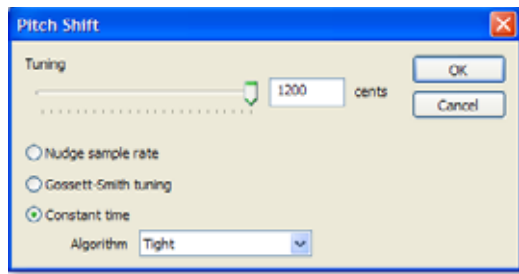 Pitch Shift
Tuning
1200 cents
OK
Cancel
Nudge sample rate
Gossett-Smith tuning
Constant time
Algorithm Tight